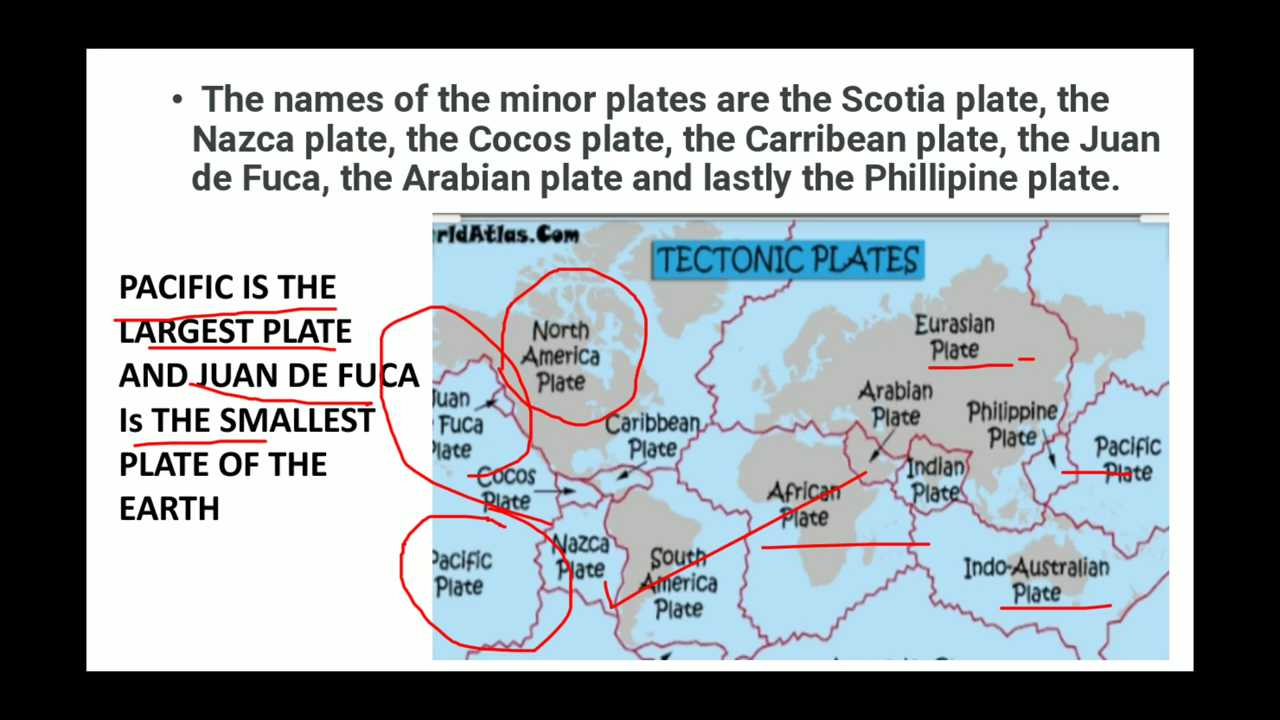 • The names of the minor plates are the Scotia plate, the
Nazca plate, the Cocos plate, the Carribean plate, the Juan
de Fuca, the Arabian plate and lastly the Phillipine plate.
PACIFIC IS THE
LARGEST PLATE
AND JUAN DE FUCA
Is THE SMALLEST
PLATE OF THE
EARTH
rldAtlas.Com
TECTONIC PLATES
North
America
Plate
Eurasian
Plate
Juan
Fuca
Plate
Caribbean
Plate
Arabian
Plate
Philippine
Plate
Pacific
Plate
Cocos
Plate
African
Plate
Indian
Plate
Pacific
Plate
Nazca
Plate
South
America
Plate
Indo-Australian
Plate